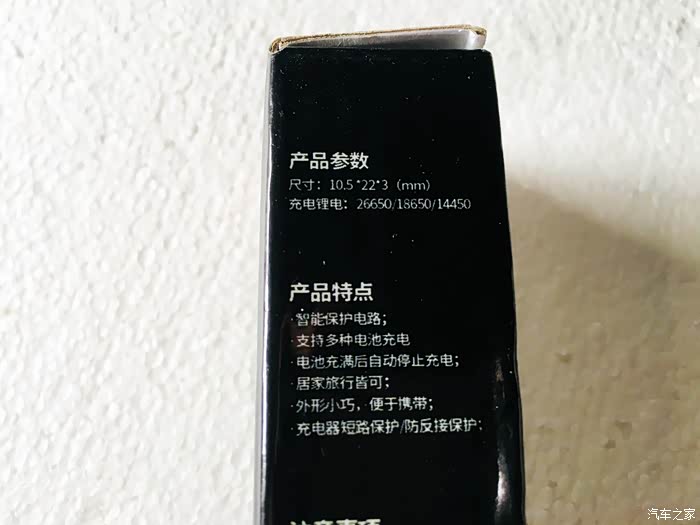 产品参数
尺寸：10.5*22*3（mm）
充电锂电：26650/18650/14450
产品特点
·智能保护电路；
·支持多种电池充电
·电池充满后自动停止充电；
·居家旅行皆可；
·外形小巧，便于携带；
·充电器短路保护/防反接保护；
注意事项
汽车之家